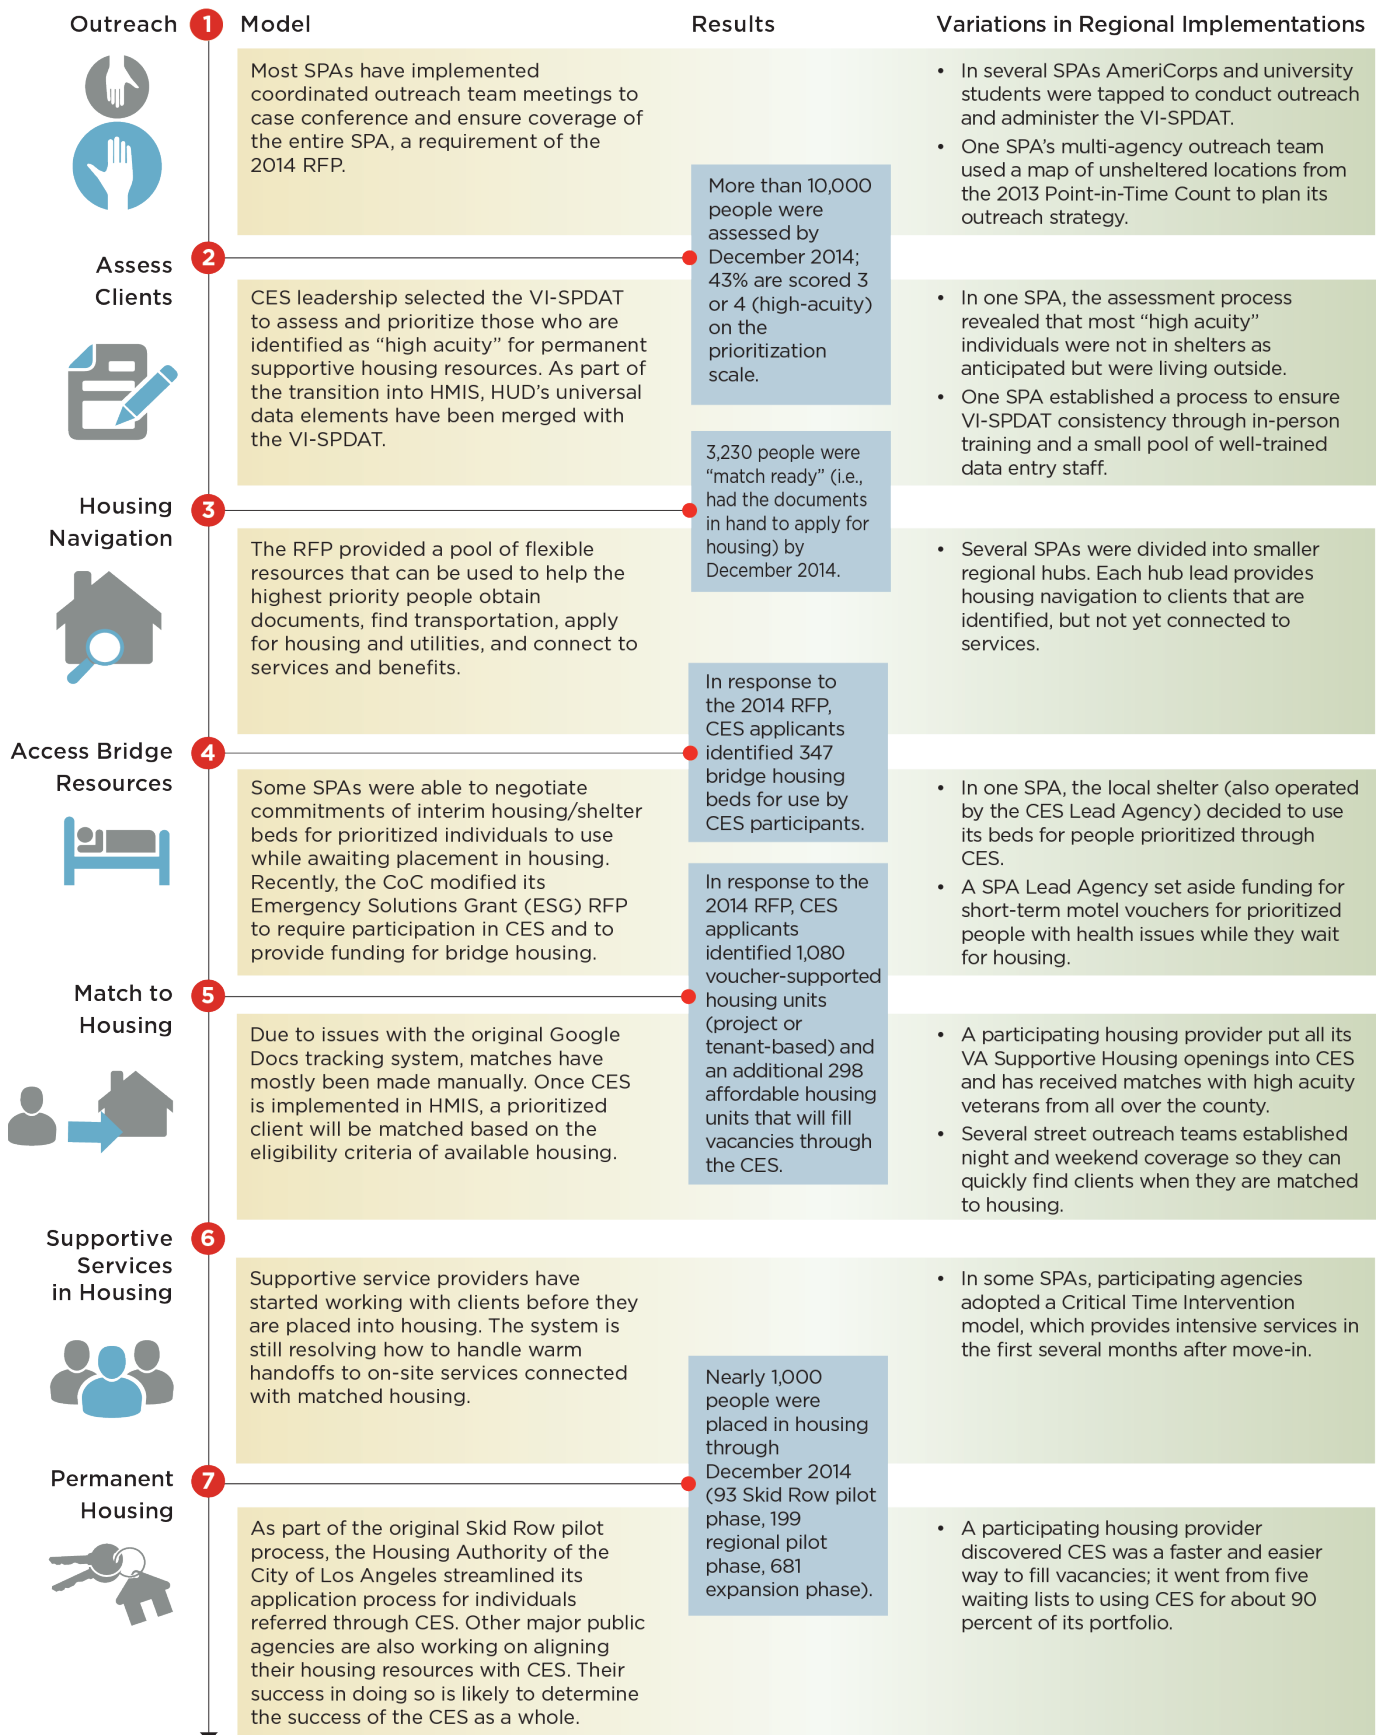 Outreach
1
Model
Results
Variations in Regional Implementations
Most SPAs have implemented
coordinated outreach team meetings to
case conference and ensure coverage of
the entire SPA, a requirement of the
2014 RFP.
• In several SPAs AmeriCorps and university
students were tapped to conduct outreach
and administer the VI-SPDAT.
• One SPA’s multi-agency outreach team
used a map of unsheltered locations from
the 2013 Point-in-Time Count to plan its
outreach strategy.
Assess
Clients
2
More than 10,000
people were
assessed by
December 2014;
43% are scored 3
or 4 (high-acuity)
on the
prioritization
scale.
CES leadership selected the VI-SPDAT
to assess and prioritize those who are
identified as “high acuity” for permanent
supportive housing resources. As part of
the transition into HMIS, HUD’s universal
data elements have been merged with
the VI-SPDAT.
• In one SPA, the assessment process
revealed that most “high acuity”
individuals were not in shelters as
anticipated but were living outside.
• One SPA established a process to ensure
VI-SPDAT consistency through in-person
training and a small pool of well-trained
data entry staff.
Housing
Navigation
3
3,230 people were
“match ready” (i.e.,
had the documents
in hand to apply for
housing) by
December 2014.
The RFP provided a pool of flexible
resources that can be used to help the
highest priority people obtain
documents, find transportation, apply
for housing and utilities, and connect to
services and benefits.
• Several SPAs were divided into smaller
regional hubs. Each hub lead provides
housing navigation to clients that are
identified, but not yet connected to
services.
Access Bridge
Resources
4
In response to
the 2014 RFP,
CES applicants
identified 347
bridge housing
beds for use by
CES participants.
Some SPAs were able to negotiate
commitments of interim housing/shelter
beds for prioritized individuals to use
while awaiting placement in housing.
Recently, the CoC modified its
Emergency Solutions Grant (ESG) RFP
to require participation in CES and to
provide funding for bridge housing.
• In one SPA, the local shelter (also operated
by the CES Lead Agency) decided to use
its beds for people prioritized through
CES.
• A SPA Lead Agency set aside funding for
short-term motel vouchers for prioritized
people with health issues while they wait
for housing.
Match to
Housing
5
In response to the
2014 RFP, CES
applicants
identified 1,080
voucher-supported
housing units
(project or
tenant-based) and
an additional 298
affordable housing
units that will fill
vacancies through
the CES.
Due to issues with the original Google
Docs tracking system, matches have
mostly been made manually. Once CES
is implemented in HMIS, a prioritized
client will be matched based on the
eligibility criteria of available housing.
• A participating housing provider put all its
VA Supportive Housing openings into CES
and has received matches with high acuity
veterans from all over the county.
• Several street outreach teams established
night and weekend coverage so they can
quickly find clients when they are matched
to housing.
Supportive
Services
in Housing
6
Supportive service providers have
started working with clients before they
are placed into housing. The system is
still resolving how to handle warm
handoffs to on-site services connected
with matched housing.
• In some SPAs, participating agencies
adopted a Critical Time Intervention
model, which provides intensive services in
the first several months after move-in.
Permanent
Housing
7
Nearly 1,000
people were
placed in housing
through
December 2014
(93 Skid Row pilot
phase, 199
regional pilot
phase, 681
expansion phase).
As part of the original Skid Row pilot
process, the Housing Authority of the
City of Los Angeles streamlined its
application process for individuals
referred through CES. Other major public
agencies are also working on aligning
their housing resources with CES. Their
success in doing so is likely to determine
the success of the CES as a whole.
• A participating housing provider
discovered CES was a faster and easier
way to fill vacancies; it went from five
waiting lists to using CES for about 90
percent of its portfolio.